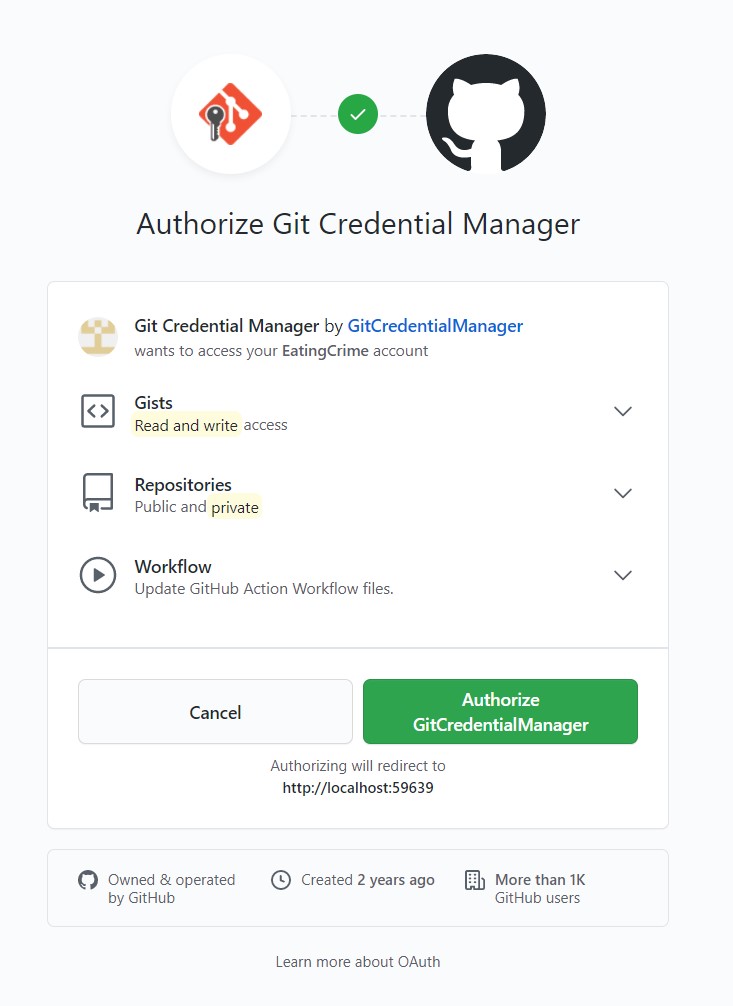 Authorize Git Credential Manager
Git Credential Manager by GitCredentialManager
wants to access your EatingCrime account
Gists
Read and write access
Repositories
Public and private
Workflow
Update GitHub Action Workflow files.
Cancel
Authorize
GitCredentialManager
Authorizing will redirect to
http://localhost:59639
Owned & operated
by GitHub
Created 2 years ago
More than 1K
GitHub users
Learn more about OAuth